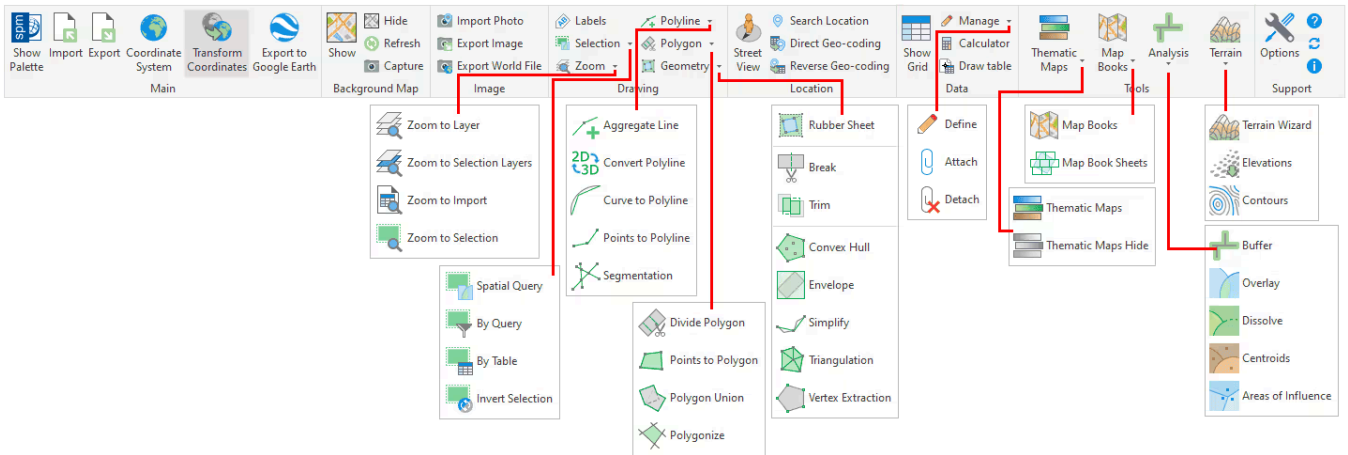 spm
Show Palette
Import
Export
Coordinate System
Transform Coordinates
Export to Google Earth
Main
Show
Hide
Refresh
Capture
Background Map
Import Photo
Export Image
Export World File
Image
Labels
Selection
Zoom
Polyline
Polygon
Geometry
Drawing
Street View
Search Location
Direct Geo-coding
Reverse Geo-coding
Location
Show Grid
Manage
Calculator
Draw table
Data
Thematic Maps
Map Books
Analysis
Terrain
Tools
Options
Support
Zoom to Layer
Zoom to Selection Layers
Zoom to Import
Zoom to Selection
Spatial Query
By Query
By Table
Invert Selection
Aggregate Line
2D
3D
Convert Polyline
Curve to Polyline
Points to Polyline
Segmentation
Divide Polygon
Points to Polygon
Polygon Union
Polygonize
Rubber Sheet
Break
Trim
Convex Hull
Envelope
Simplify
Triangulation
Vertex Extraction
Define
Attach
Detach
Map Books
Map Book Sheets
Thematic Maps
Thematic Maps Hide
Terrain Wizard
Elevations
Contours
Buffer
Overlay
Dissolve
Centroids
Areas of Influence